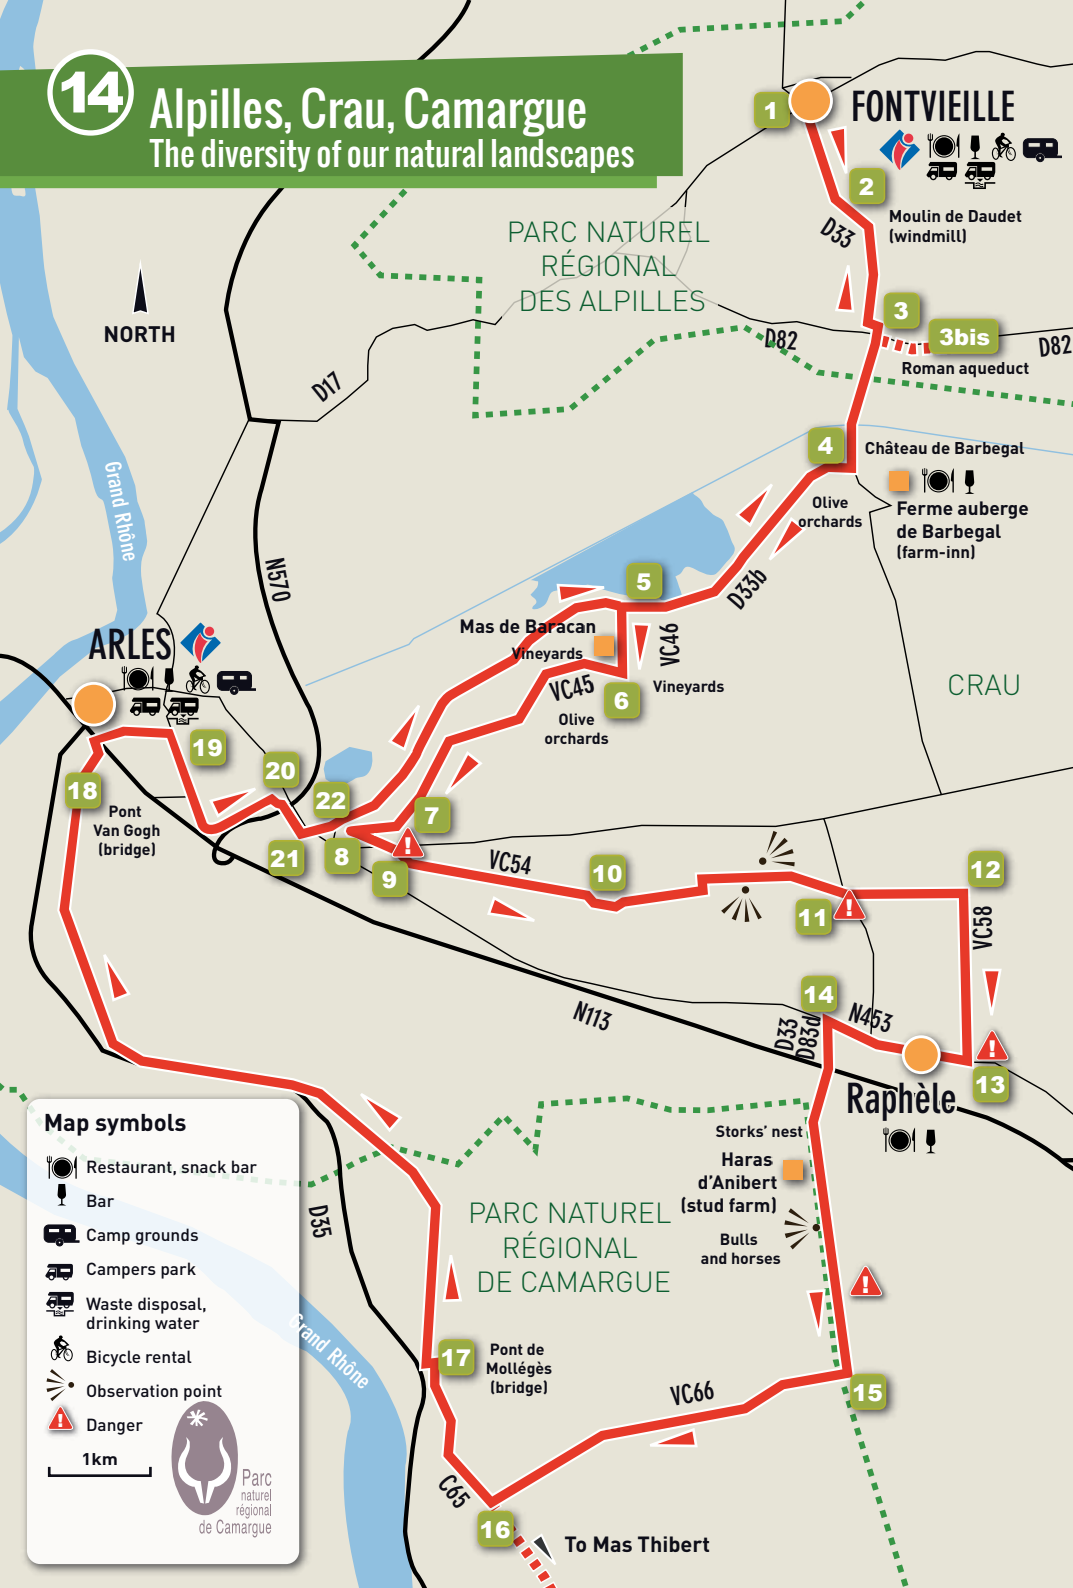 14
Alpilles, Crau, Camargue
The diversity of our natural landscapes
1
FONTVIEILLE
2
Moulin de Daudet
(windmill)
D33
PARC NATUREL
RÉGIONAL
DES ALPILLES
NORTH
3
3bis
D82
D82
Roman aqueduct
D17
4
Château de Barbegal
Ferme auberge
de Barbegal
(farm-inn)
Olive
orchards
Grand Rhône
N570
5
D33b
Mas de Baracan
Vineyards
VC46
ARLES
VC45
6
Vineyards
CRAU
Olive
orchards
19
20
18
Pont
Van Gogh
(bridge)
22
7
21
8
9
VC54
10
12
11
VC58
14
N453
D33
D83d
N113
13
Raphèle
Storks' nest
Haras
d'Anibert
(stud farm)
Bulls
and horses
PARC NATUREL
RÉGIONAL
DE CAMARGUE
D35
Grand Rhône
17
Pont de
Mollégès
(bridge)
15
VC66
C65
16
To Mas Thibert
Map symbols
Restaurant, snack bar
Bar
Camp grounds
Campers park
Waste disposal,
drinking water
Bicycle rental
Observation point
Danger
1km
Parc
naturel
régional
de Camargue